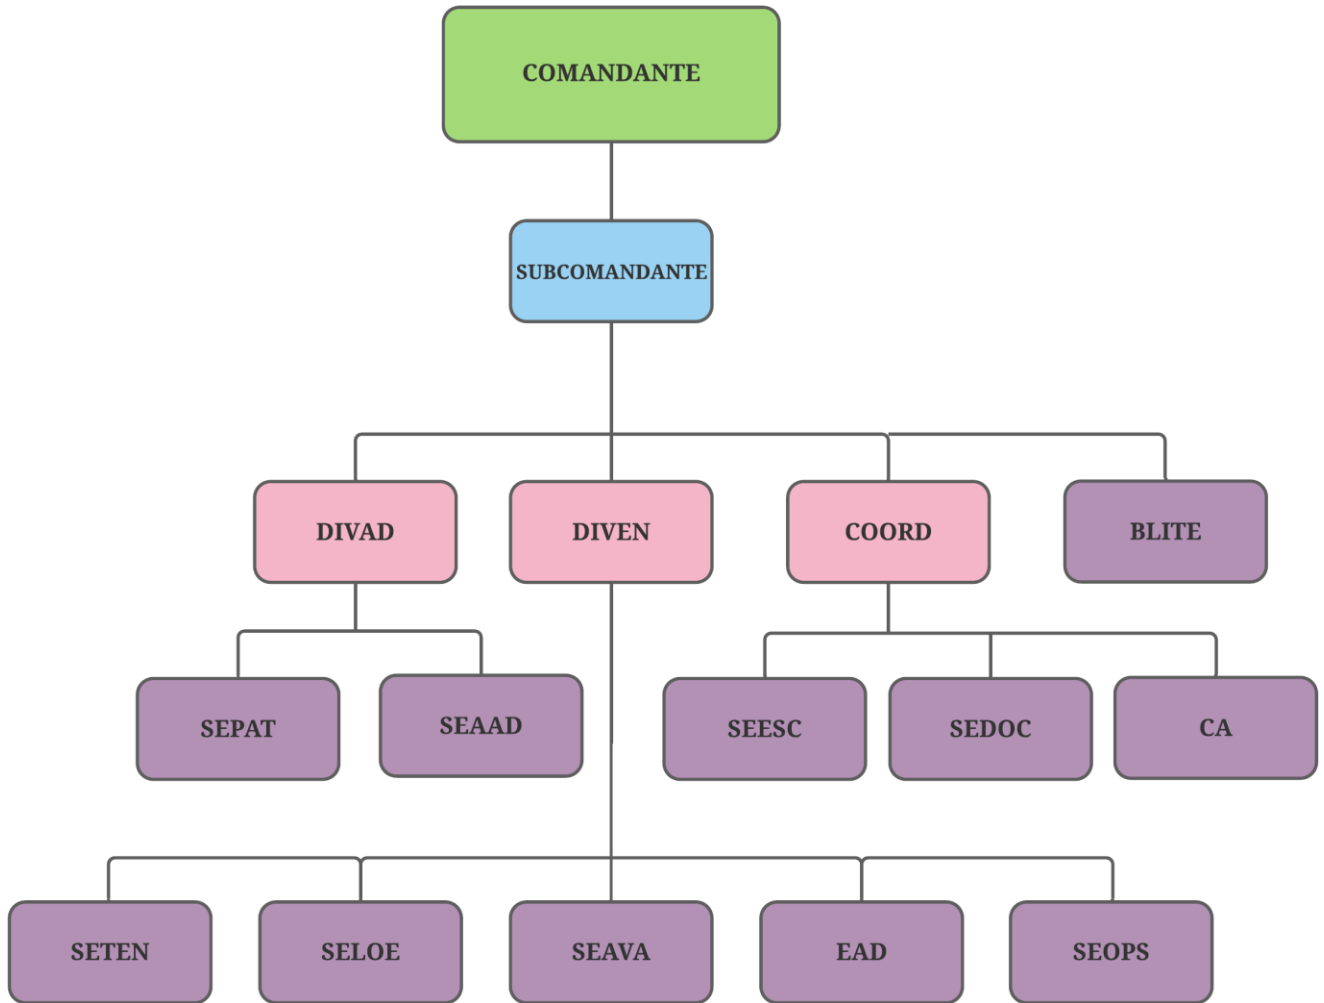 COMANDANTE
SUBCOMANDANTE
DIVAD
DIVEN
COORD
BLITE
SEPAT
SEAAD
SEESC
SEDOC
CA
SETEN
SELOE
SEAVA
EAD
SEOPS